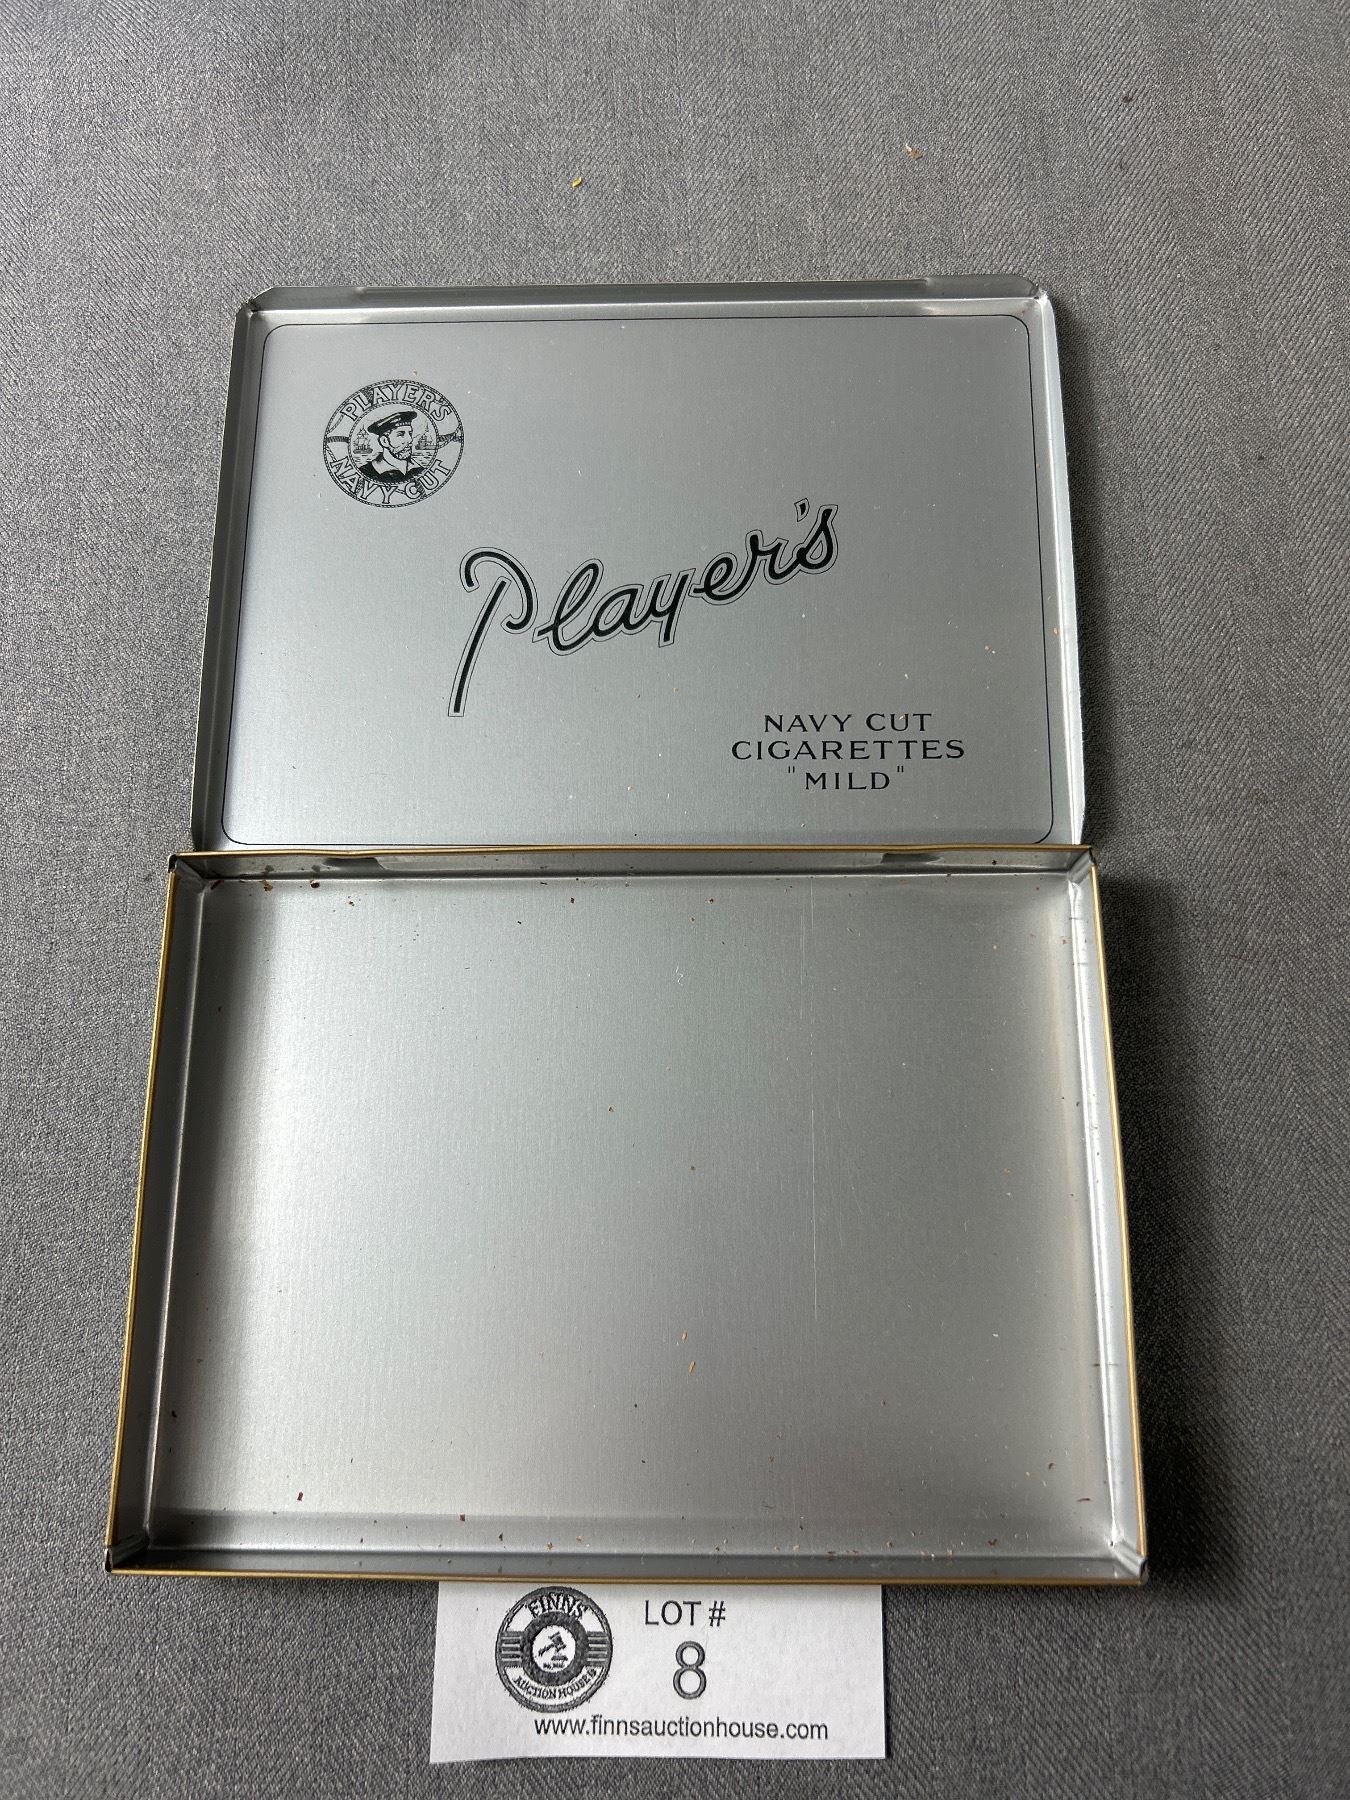 PLAYER'S
NAVY CUT
Player's
NAVY CUT
CIGARETTES
"MILD"
FINNS
AUCTION HOUSE
LOT #
8
www.finnsauctionhouse.com